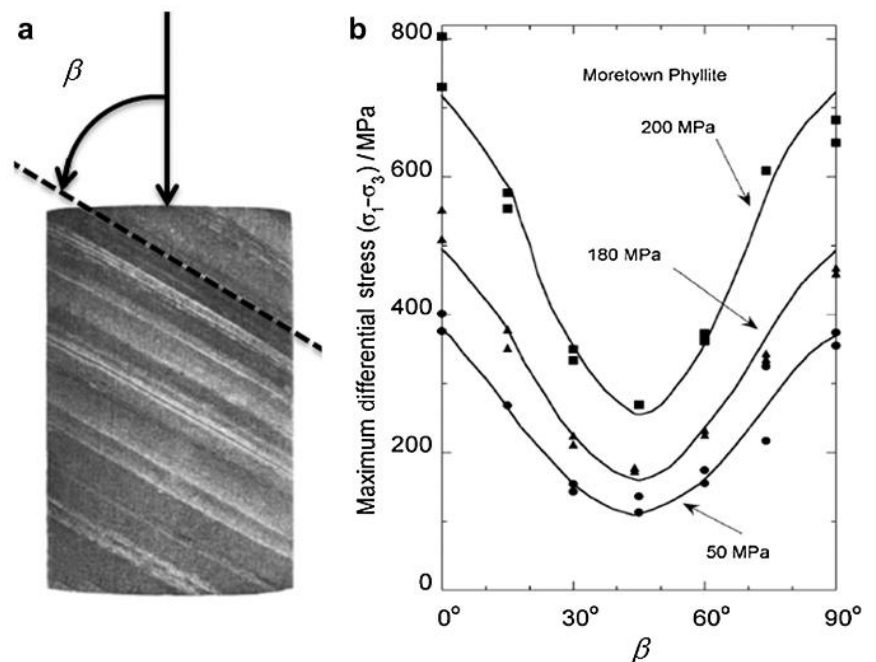 a
β
b
Maximum differential stress (σ₁-σ₃) /MPa
800
600
400
200
0
Moretown Phyllite
200 MPa
180 MPa
50 MPa
0° 30° 60° 90°
β